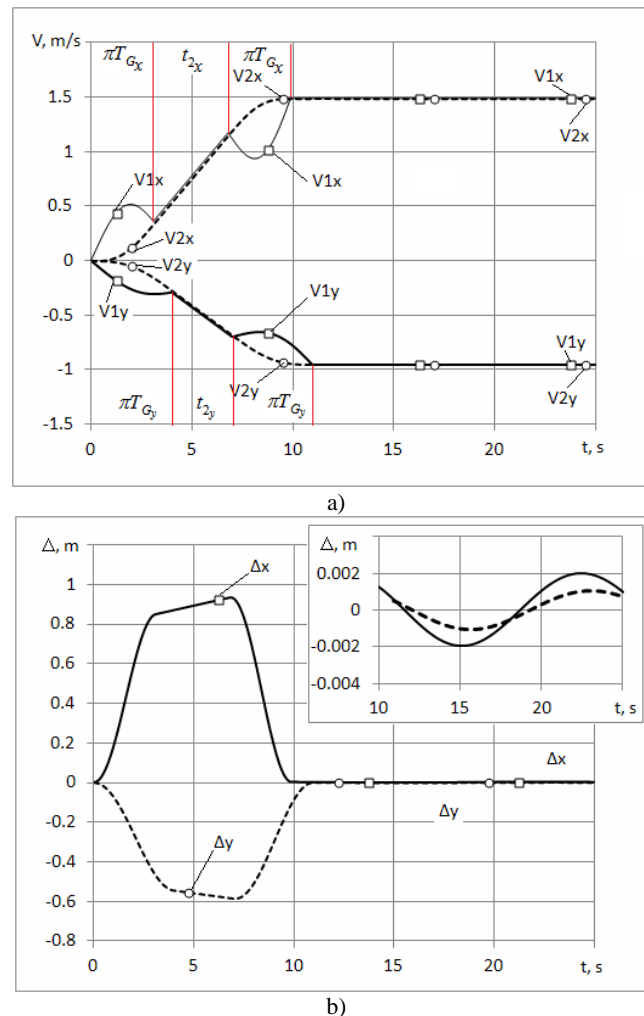 V, m/s
πT_Gx t_2x πT_Gx
V2x V1x
1.5
V2x
1
V1x V1x
0.5
V2x
0
V2y
V1y V1y
-0.5
V1y
-1
V2y V2y
πT_Gy t_2y πT_Gy
-1.5
0 5 10 15 20 t, s
a)
Δ, m Δ, m
1 Δx 0.002
0.8 0
0.6 -0.002
0.4 -0.004
10 15 20 t, s
0.2 Δx
0
-0.2 Δy
Δy
-0.4
-0.6
-0.8
0 5 10 15 20 t, s
b)